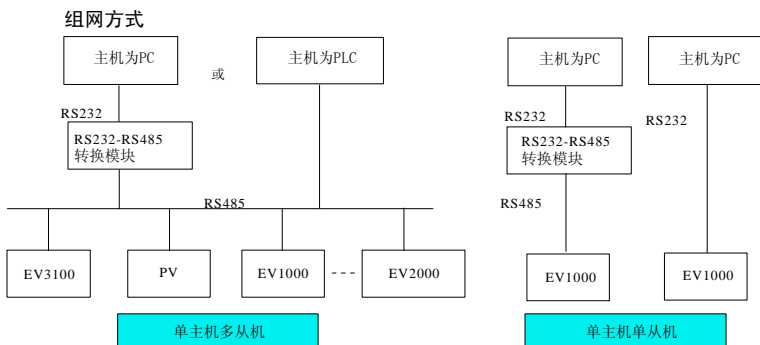 组网方式
主机为PC
或
主机为PLC
RS232
RS232-RS485
转换模块
RS485
EV3100
PV
EV1000
EV2000
单主机多从机
主机为PC
主机为PC
RS232
RS232
RS232-RS485
转换模块
RS485
EV1000
EV1000
单主机单从机